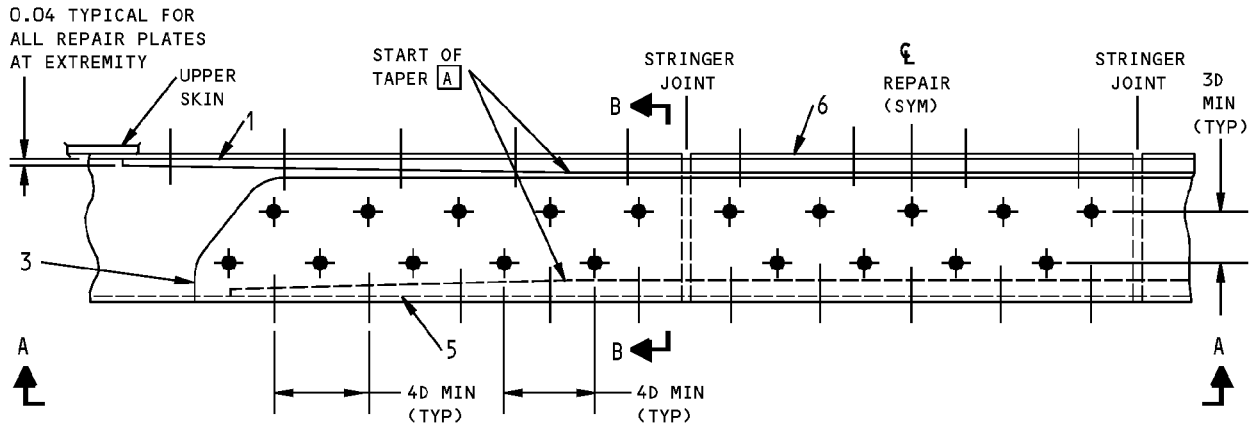 0.04 TYPICAL FOR
ALL REPAIR PLATES
AT EXTREMITY
UPPER
SKIN
1
START OF
TAPER A
B
STRINGER
JOINT
6
℄
REPAIR
(SYM)
STRINGER
JOINT
3D
MIN
(TYP)
3
5
B
A
4D MIN
(TYP)
4D MIN
(TYP)
A